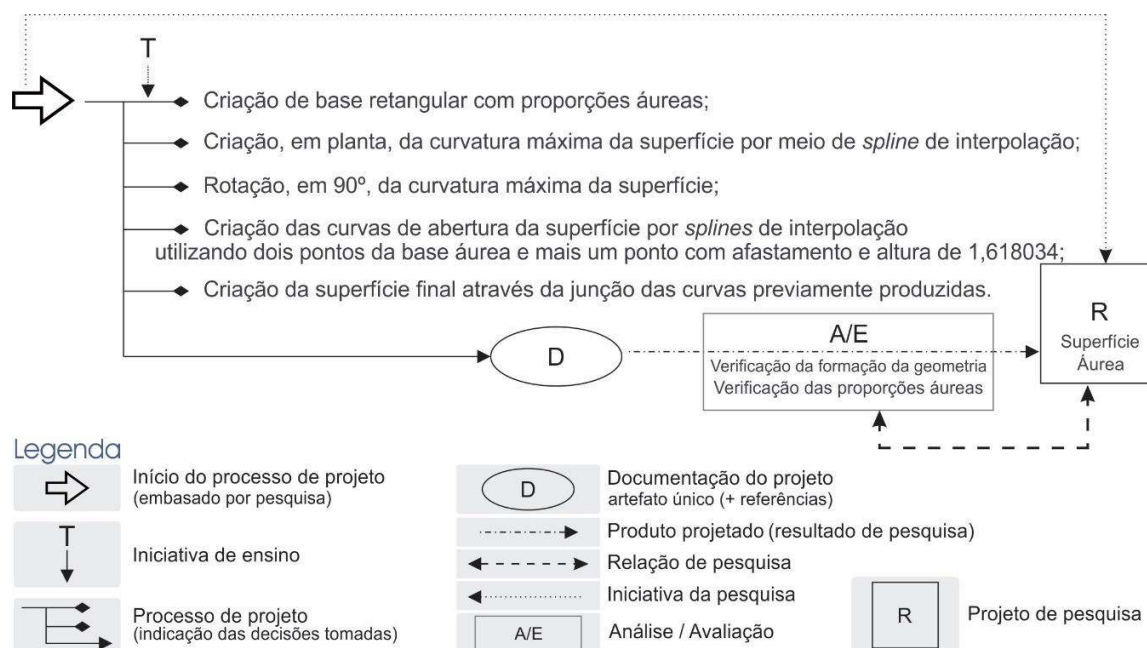 T
Criação de base retangular com proporções áureas;
Criação, em planta, da curvatura máxima da superfície por meio de spline de interpolação;
Rotação, em 90º, da curvatura máxima da superfície;
Criação das curvas de abertura da superfície por splines de interpolação
utilizando dois pontos da base áurea e mais um ponto com afastamento e altura de 1,618034;
Criação da superfície final através da junção das curvas previamente produzidas.
D
A/E
Verificação da formação da geometria
Verificação das proporções áureas
R
Superfície
Áurea
Legenda
Início do processo de projeto
(embasado por pesquisa)
T
Iniciativa de ensino
Processo de projeto
(indicação das decisões tomadas)
D
Documentação do projeto
artefato único (+ referências)
Produto projetado (resultado de pesquisa)
Relação de pesquisa
Iniciativa da pesquisa
A/E
Análise / Avaliação
R
Projeto de pesquisa